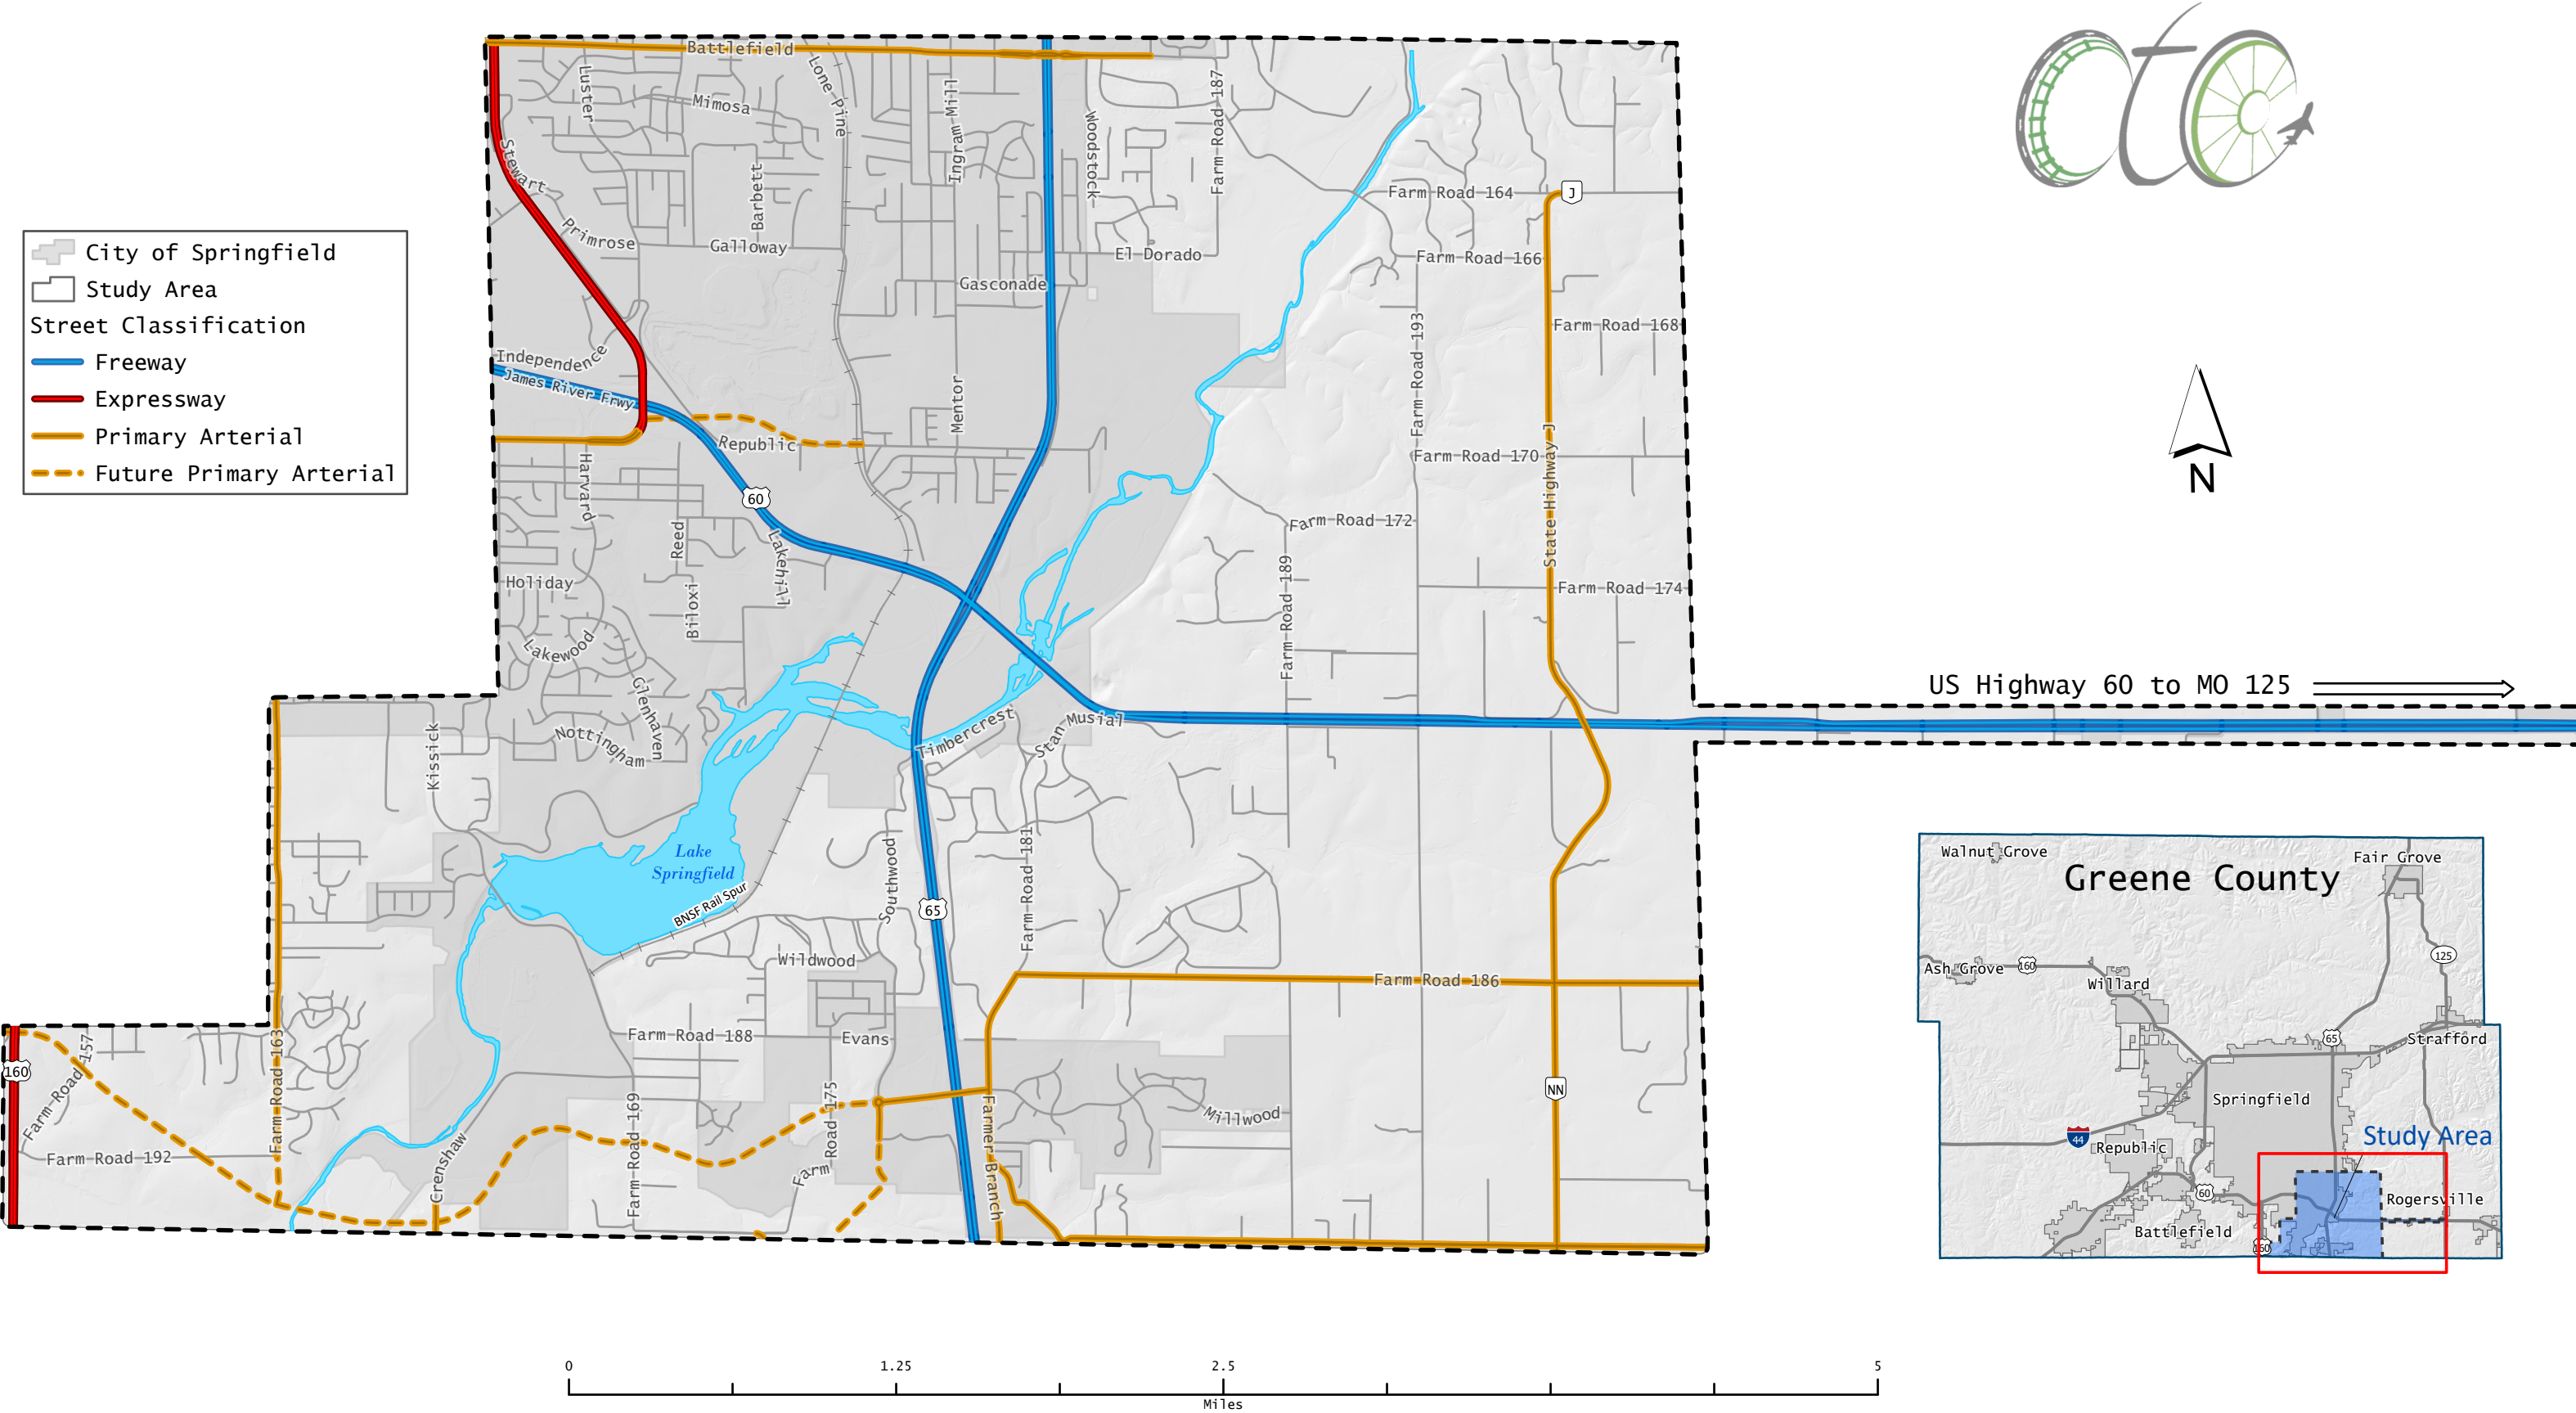 Battlefield
Luster
Mimosa
Lone Pine
Ingram Mill
Woodstock
Farm Road 187
Stewart
Primrose
Barbett
Galloway
Gasconade
El Dorado
Farm Road 164
J
Farm Road 166
Farm Road 168
Farm Road 193
City of Springfield
Study Area
Street Classification
Freeway
Expressway
Primary Arterial
Future Primary Arterial
ato
N
Independence
James River Frwy
Mentor
Republic
Harvard
60
Farm Road 170
State Highway J
Farm Road 172
Reed
Lakehill
Holiday
Biloxi
Farm Road 189
Farm Road 174
Lakewood
Glenhaven
Nottingham
Kissick
Timbercrest
Stan Musial
US Highway 60 to MO 125
Lake
Springfield
BNSF Rail Spur
Southwood
65
Farm Road 181
Wildwood
Farm Road 186
Farm Road 188
Evans
160
Farm Road 157
Farm Road 163
Farm Road 192
Crenshaw
Farm Road 169
Farm Road 175
Farmer Branch
Millwood
NN
Greene County
Walnut Grove
Fair Grove
Ash Grove
160
Willard
125
65
Strafford
Springfield
44
Republic
Study Area
60
Rogersville
Battlefield
160
0
1.25
2.5
5
Miles